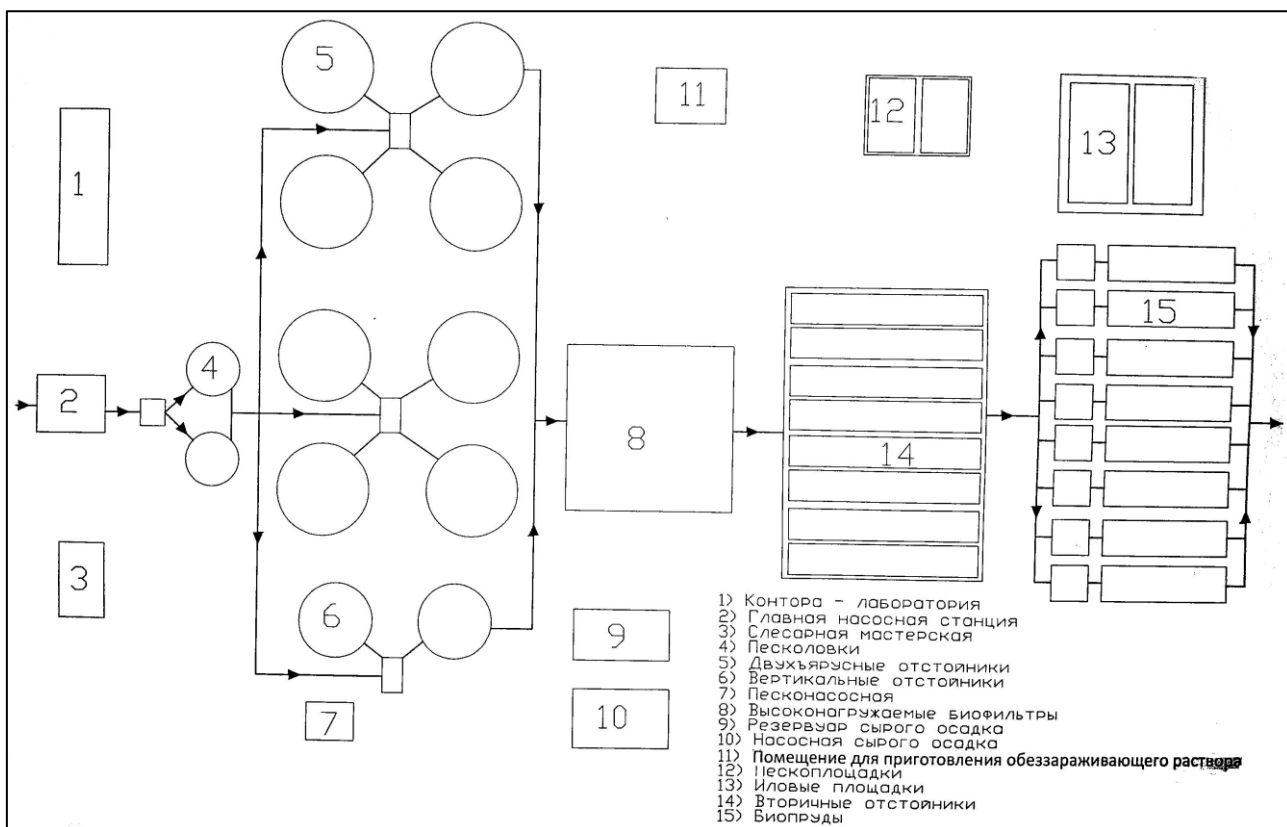 5
11
12
13
1
15
4
2
8
14
3
6
9
7
10
1) Контора - лаборатория
2) Главная насосная станция
3) Слесарная мастерская
4) Песколовки
5) Двухъярусные отстойники
6) Вертикальные отстойники
7) Песконасосная
8) Высоконагружаемые биофильтры
9) Резервуар сырого осадка
10) Насосная сырого осадка
11) Помещение для приготовления обеззараживающего раствора
12) Пескоплощадки
13) Иловые площадки
14) Вторичные отстойники
15) Биопруды